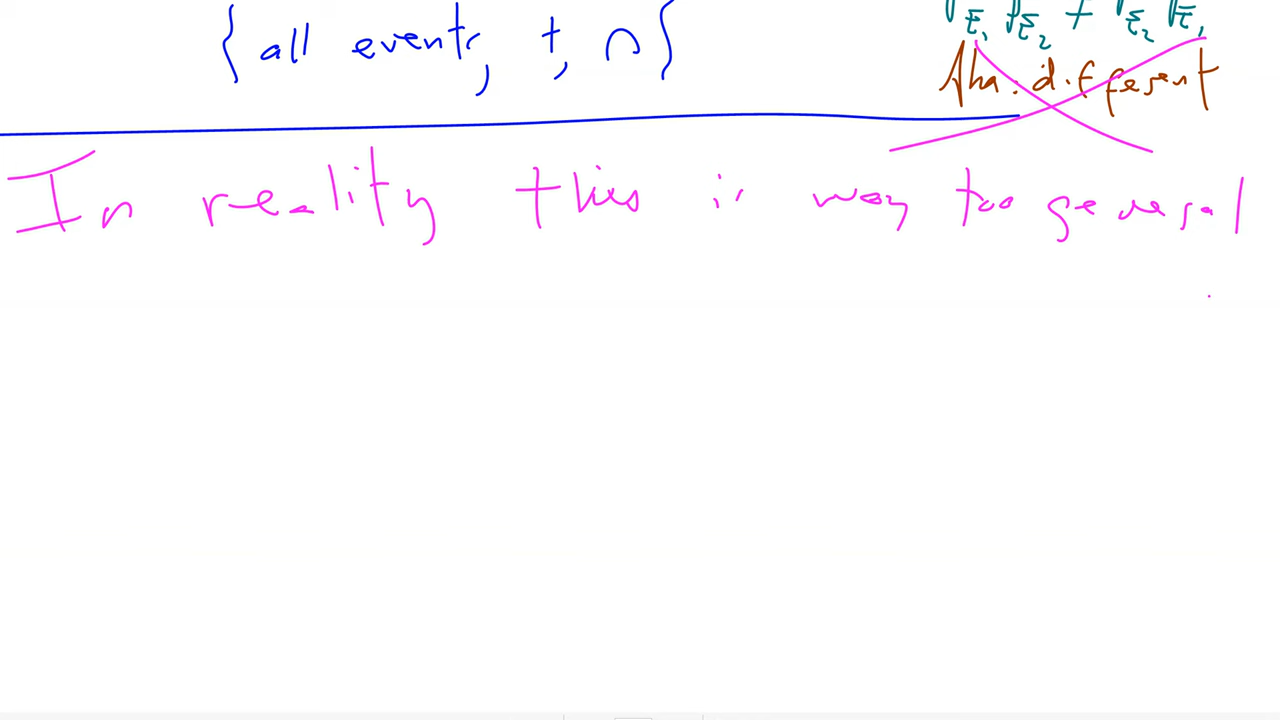 {all events, +, ∩}
Aha: different
In reality this is way too general